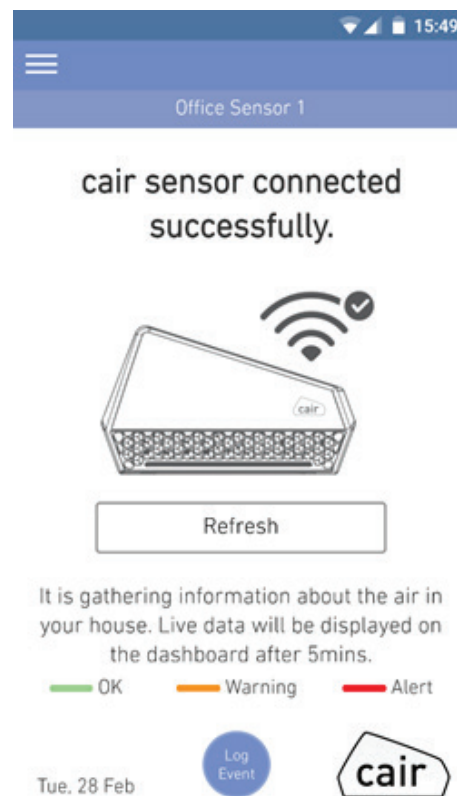 15:49
Office Sensor 1
cair sensor connected
successfully.
cair
Refresh
It is gathering information about the air in
your house. Live data will be displayed on
the dashboard after 5mins.
OK Warning Alert
Log
Event
Tue, 28 Feb
cair